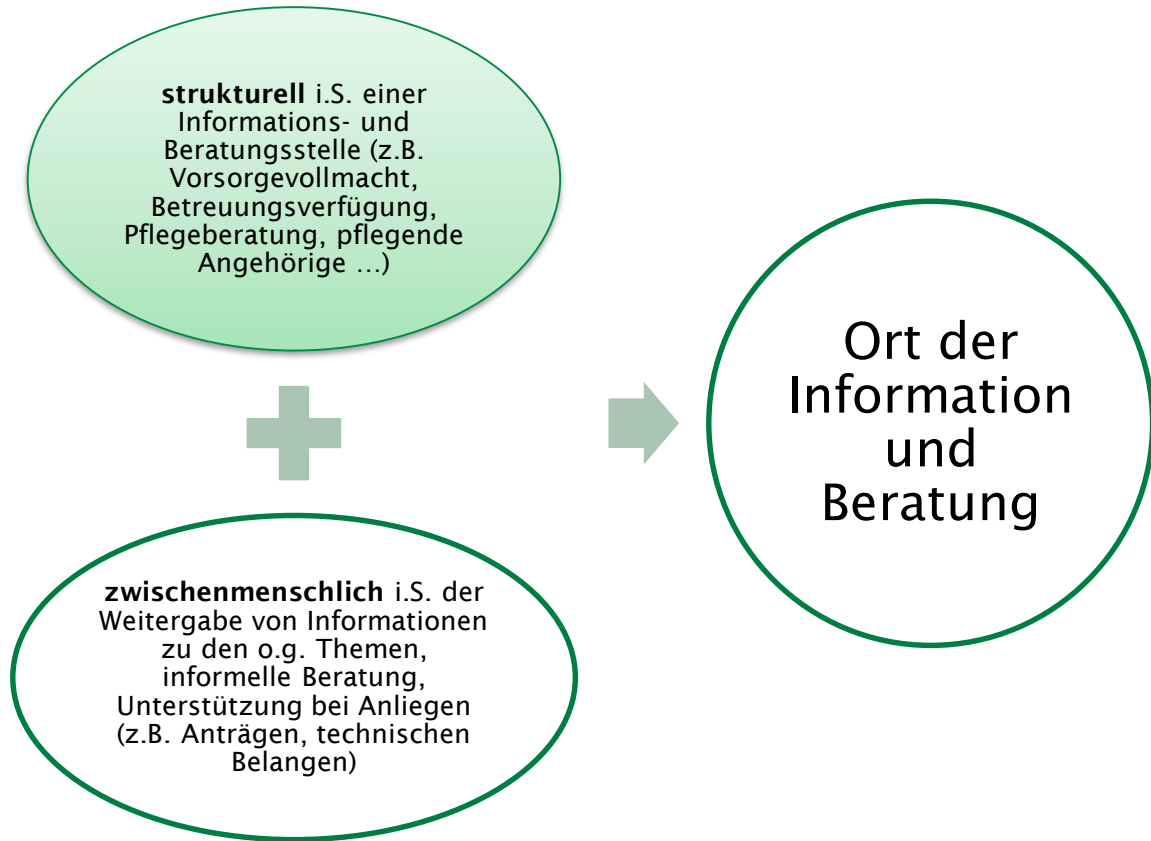 strukturell i.S. einer
Informations- und
Beratungsstelle (z.B.
Vorsorgevollmacht,
Betreuungsverfügung,
Pflegeberatung, pflegende
Angehörige …)
zwischenmenschlich i.S. der
Weitergabe von Informationen
zu den o.g. Themen,
informelle Beratung,
Unterstützung bei Anliegen
(z.B. Anträgen, technischen
Belangen)
Ort der
Information
und
Beratung